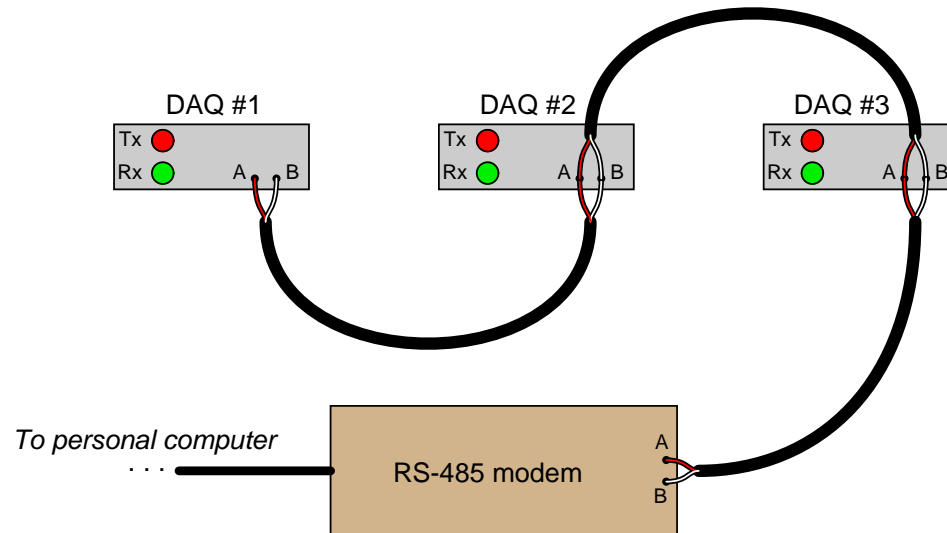 DAQ #1
Tx
Rx
A B
DAQ #2
Tx
Rx
A B
DAQ #3
Tx
Rx
A B
To personal computer
. . .
RS-485 modem
A
B